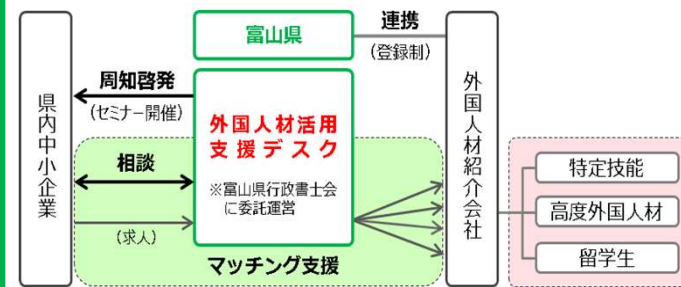 富山県
連携
(登録制)
周知啓発
(セミナー開催)
県内中小企業
外国人材活用
支援デスク
※富山県行政書士会
に委託運営
相談
(求人)
マッチング支援
外国人材紹介会社
特定技能
高度外国人材
留学生